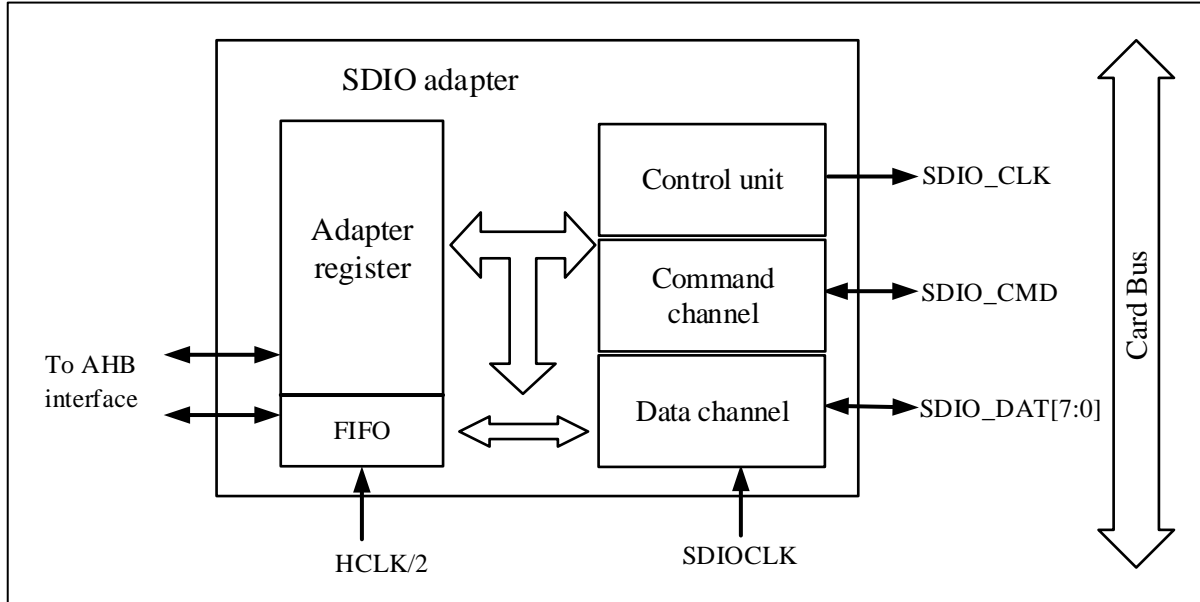 SDIO adapter
Adapter
register
FIFO
Control unit
Command
channel
Data channel
To AHB
interface
HCLK/2
SDIOCLK
SDIO_CLK
SDIO_CMD
SDIO_DAT[7:0]
Card Bus